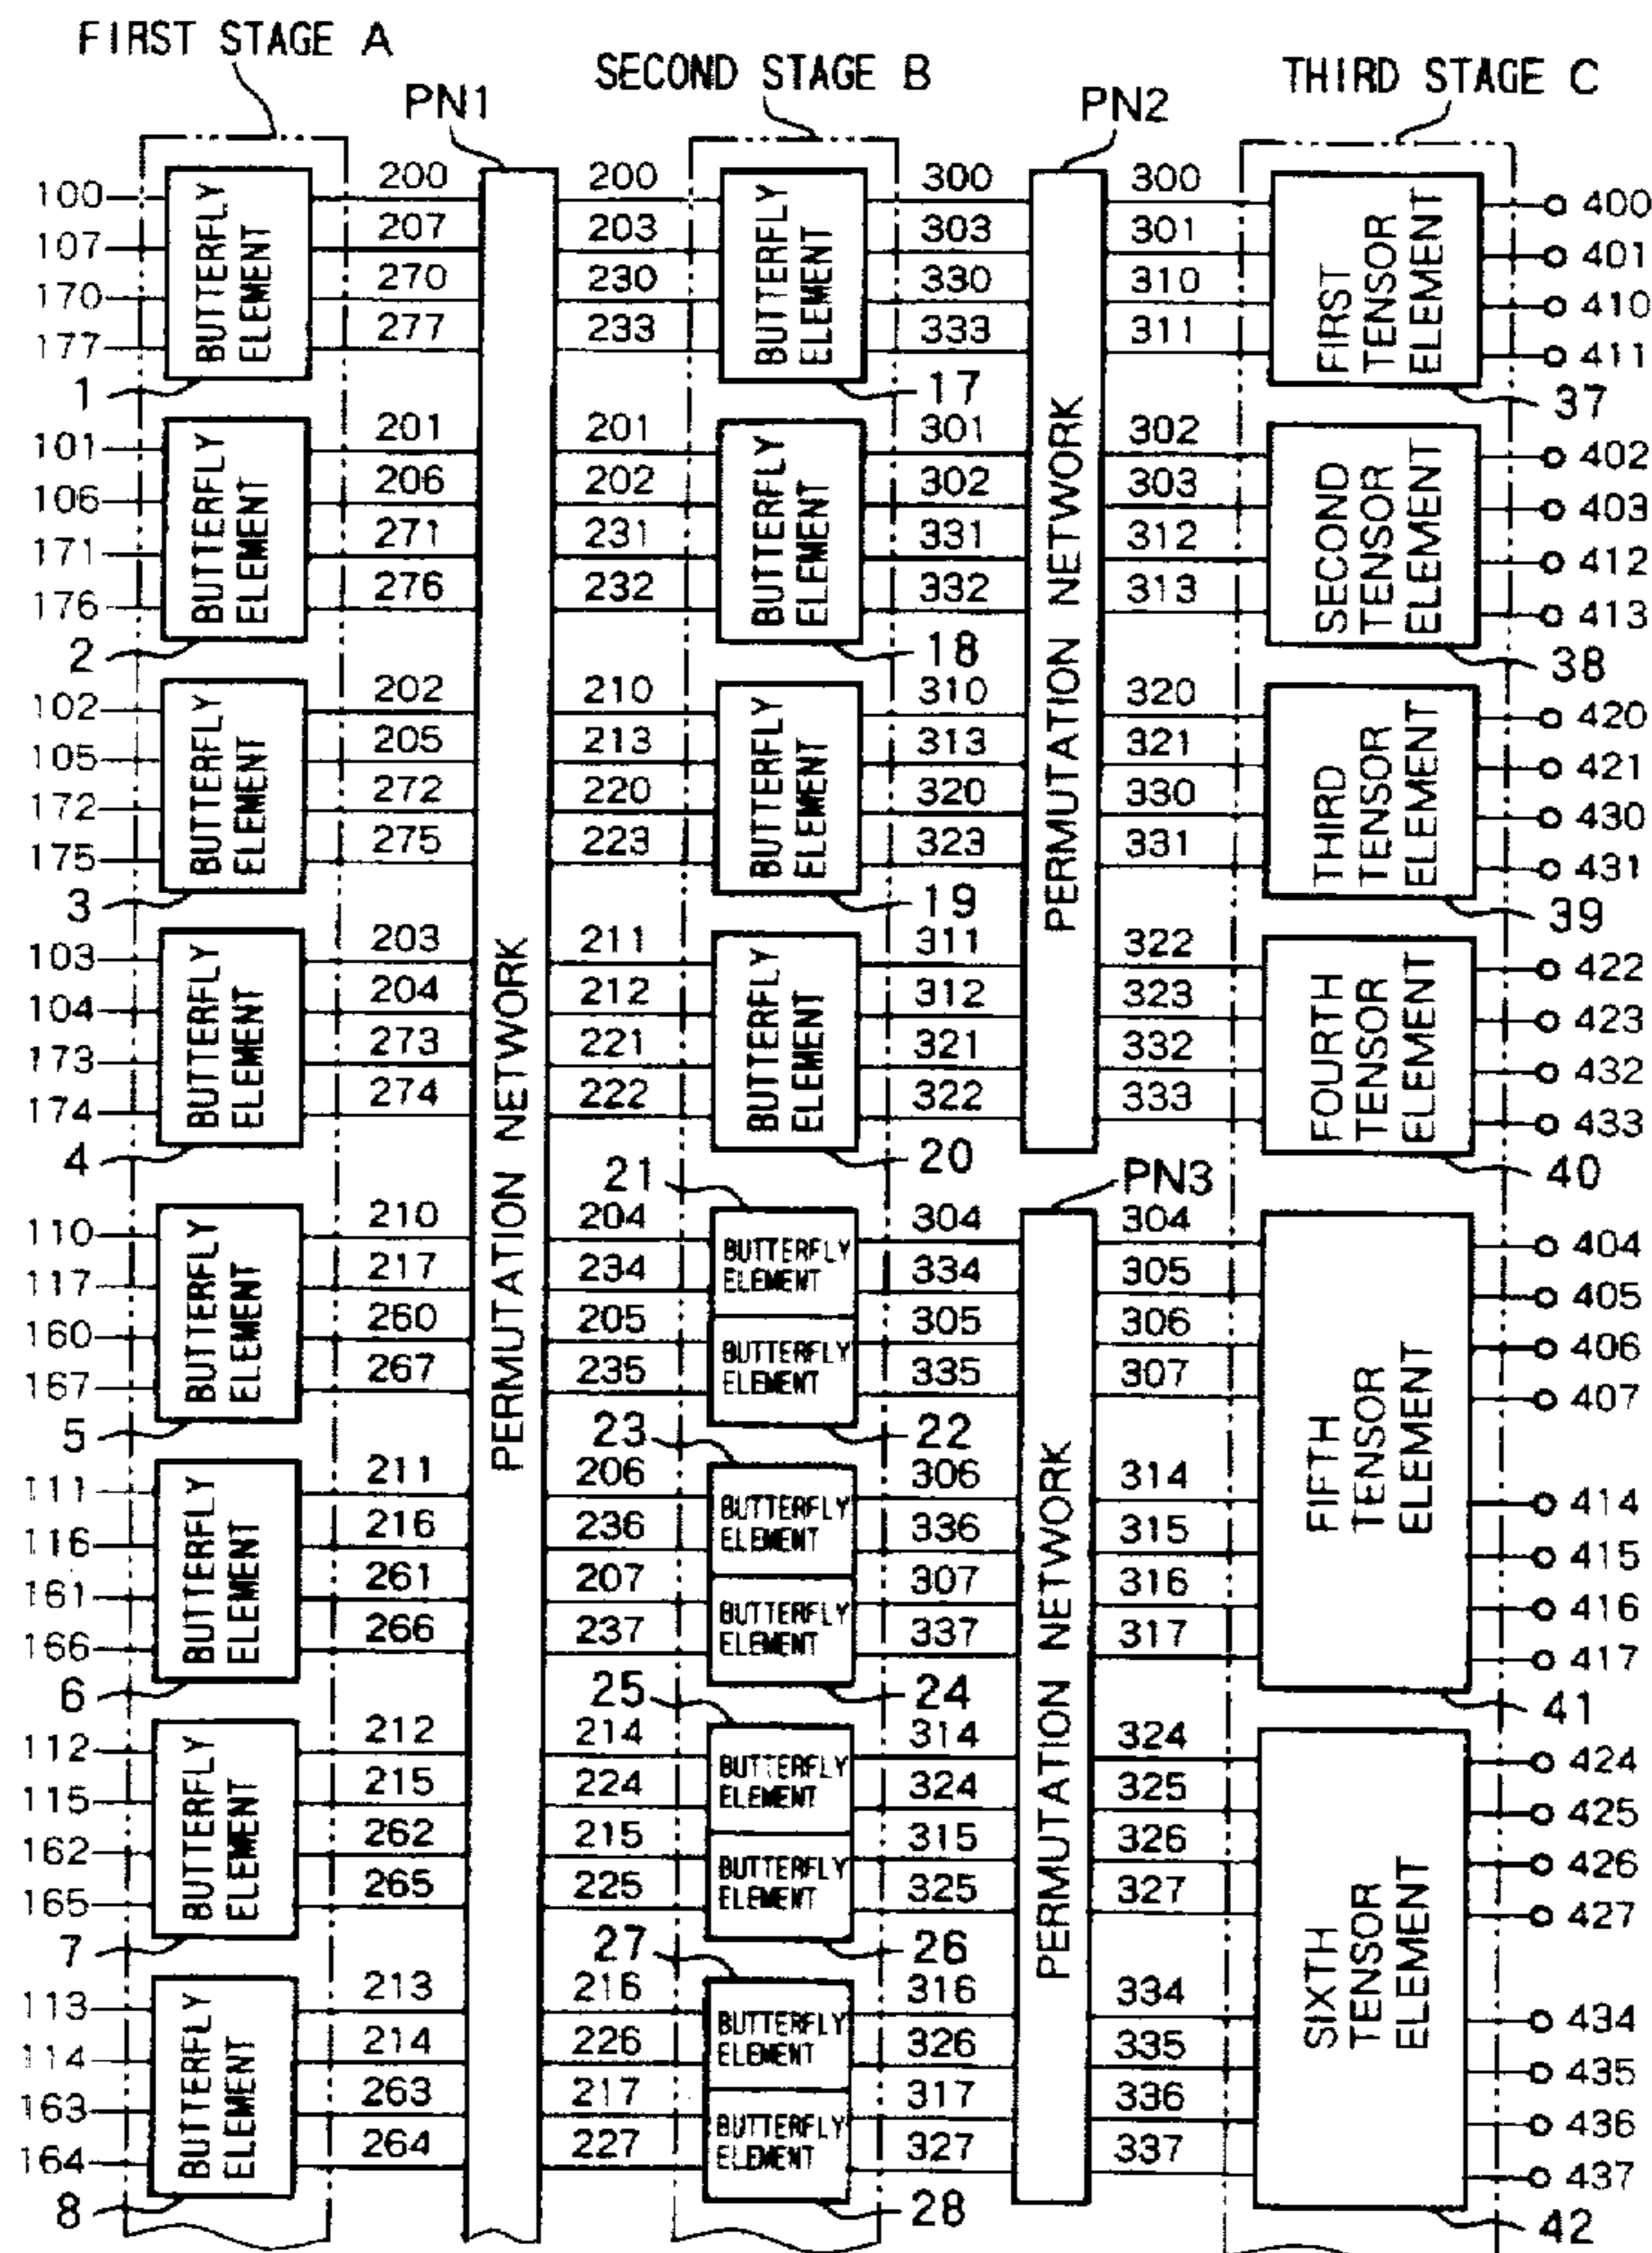 FIRST STAGE A
SECOND STAGE B
THIRD STAGE C
PN1
PN2
100 200 200 300 300 400
107 207 203 303 301 401
170 270 230 330 310 410
177 277 233 333 311 411
BUTTERFLY ELEMENT
BUTTERFLY ELEMENT
FIRST TENSOR ELEMENT
1 17 37
101 201 201 301 302 402
106 206 202 302 303 403
171 271 231 331 312 412
176 276 232 332 313 413
BUTTERFLY ELEMENT
BUTTERFLY ELEMENT
SECOND TENSOR ELEMENT
2 18 38
102 202 210 310 320 420
105 205 213 313 321 421
172 272 220 320 330 430
175 275 223 323 331 431
BUTTERFLY ELEMENT
BUTTERFLY ELEMENT
THIRD TENSOR ELEMENT
3 19 39
103 203 211 311 322 422
104 204 212 312 323 423
173 273 221 321 332 432
174 274 222 322 333 433
BUTTERFLY ELEMENT
BUTTERFLY ELEMENT
FOURTH TENSOR ELEMENT
4 20 40
PERMUTATION NETWORK
PERMUTATION NETWORK
21 PN3
110 210 204 304 304 404
117 217 234 334 305 405
160 260 205 305 306 406
167 267 235 335 307 407
BUTTERFLY ELEMENT
BUTTERFLY ELEMENT
BUTTERFLY ELEMENT
5 23 22
111 211 206 306 314 414
116 216 236 336 315 415
161 261 207 307 316 416
166 266 237 337 317 417
BUTTERFLY ELEMENT
BUTTERFLY ELEMENT
BUTTERFLY ELEMENT
FIFTH TENSOR ELEMENT
6 25 24 41
PERMUTATION NETWORK
112 212 214 314 324 424
115 215 224 324 325 425
162 262 215 315 326 426
165 265 225 325 327 427
BUTTERFLY ELEMENT
BUTTERFLY ELEMENT
BUTTERFLY ELEMENT
7 27 26
113 213 216 316 334 434
114 214 226 326 335 435
163 263 217 317 336 436
164 264 227 327 337 437
BUTTERFLY ELEMENT
BUTTERFLY ELEMENT
BUTTERFLY ELEMENT
SIXTH TENSOR ELEMENT
8 28 42